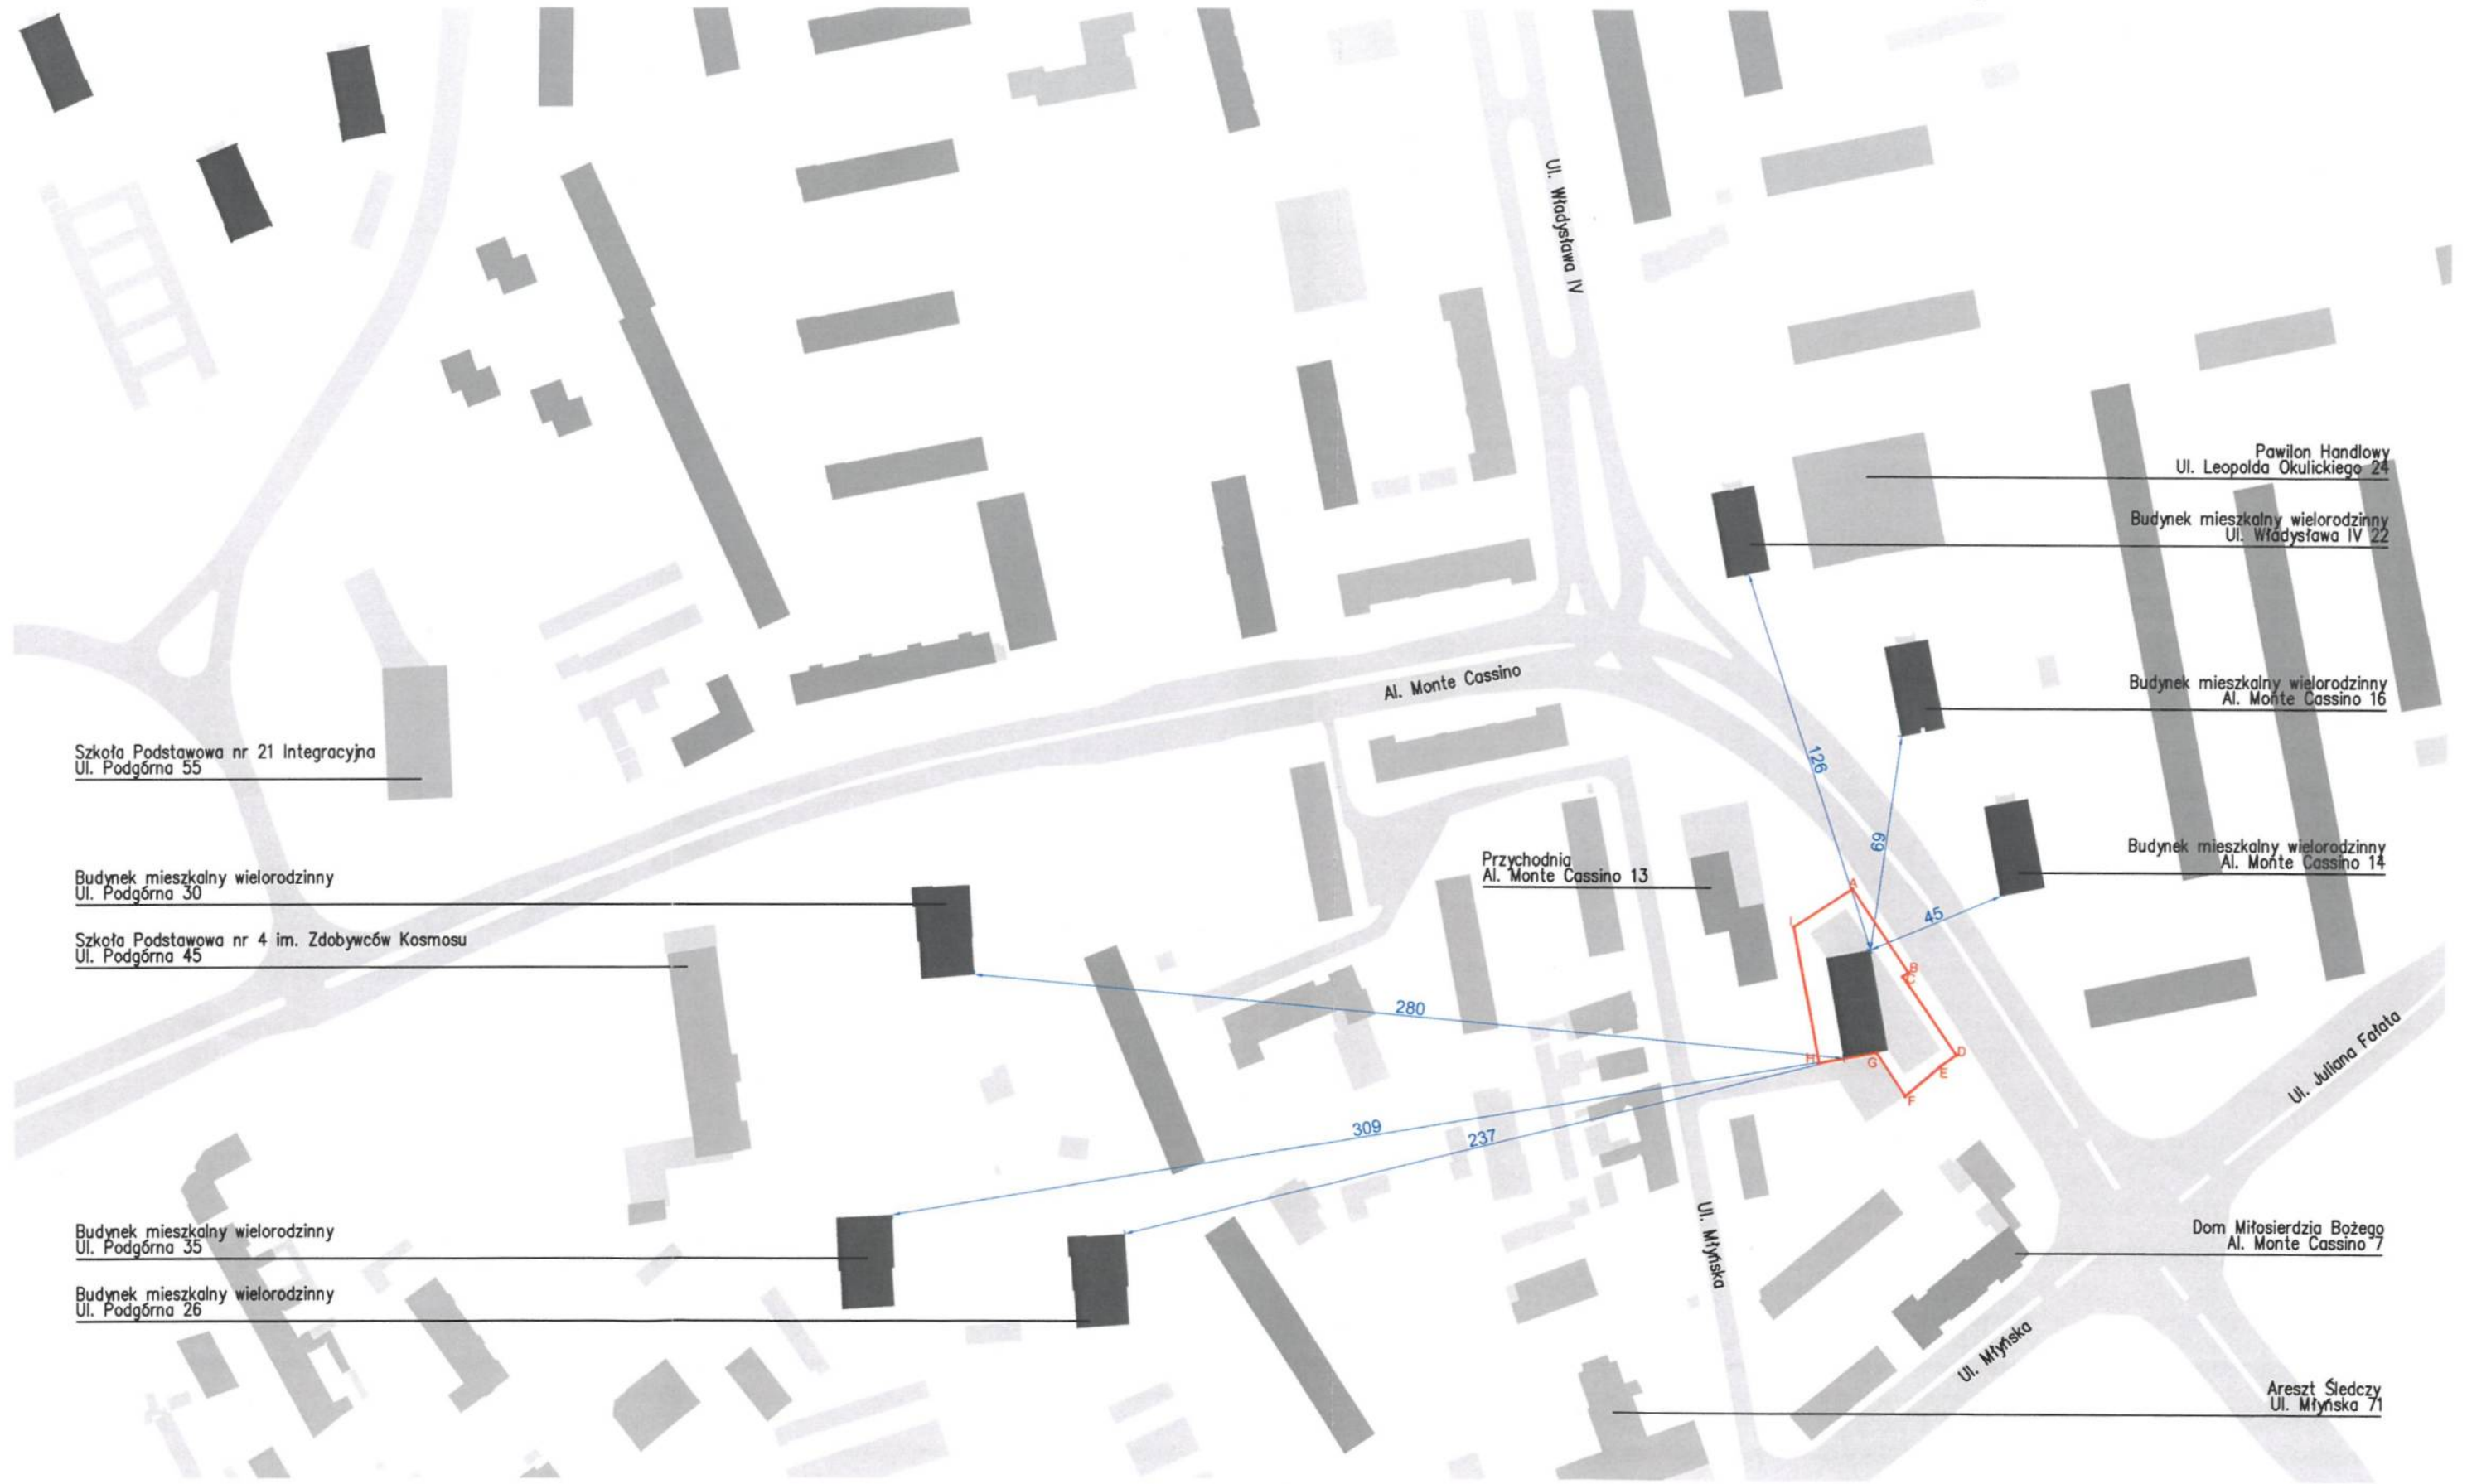 Ul. Władysława IV
Pawilon Handlowy
Ul. Leopolda Okulickiego 24
Budynek mieszkalny wielorodzinny
Ul. Władysława IV 22
Al. Monte Cassino
Budynek mieszkalny wielorodzinny
Al. Monte Cassino 16
Szkoła Podstawowa nr 21 Integracyjna
Ul. Podgórna 55
126
69
Budynek mieszkalny wielorodzinny
Al. Monte Cassino 14
Przychodnia
Al. Monte Cassino 13
Budynek mieszkalny wielorodzinny
Ul. Podgórna 30
A
45
I
Szkoła Podstawowa nr 4 im. Zdobywców Kosmosu
Ul. Podgórna 45
B
C
280
D
H
G
E
F
Ul. Juliana Fałata
309
237
Ul. Młyńska
Budynek mieszkalny wielorodzinny
Ul. Podgórna 35
Dom Miłosierdzia Bożego
Al. Monte Cassino 7
Budynek mieszkalny wielorodzinny
Ul. Podgórna 26
Ul. Młyńska
Areszt Śledczy
Ul. Młyńska 71